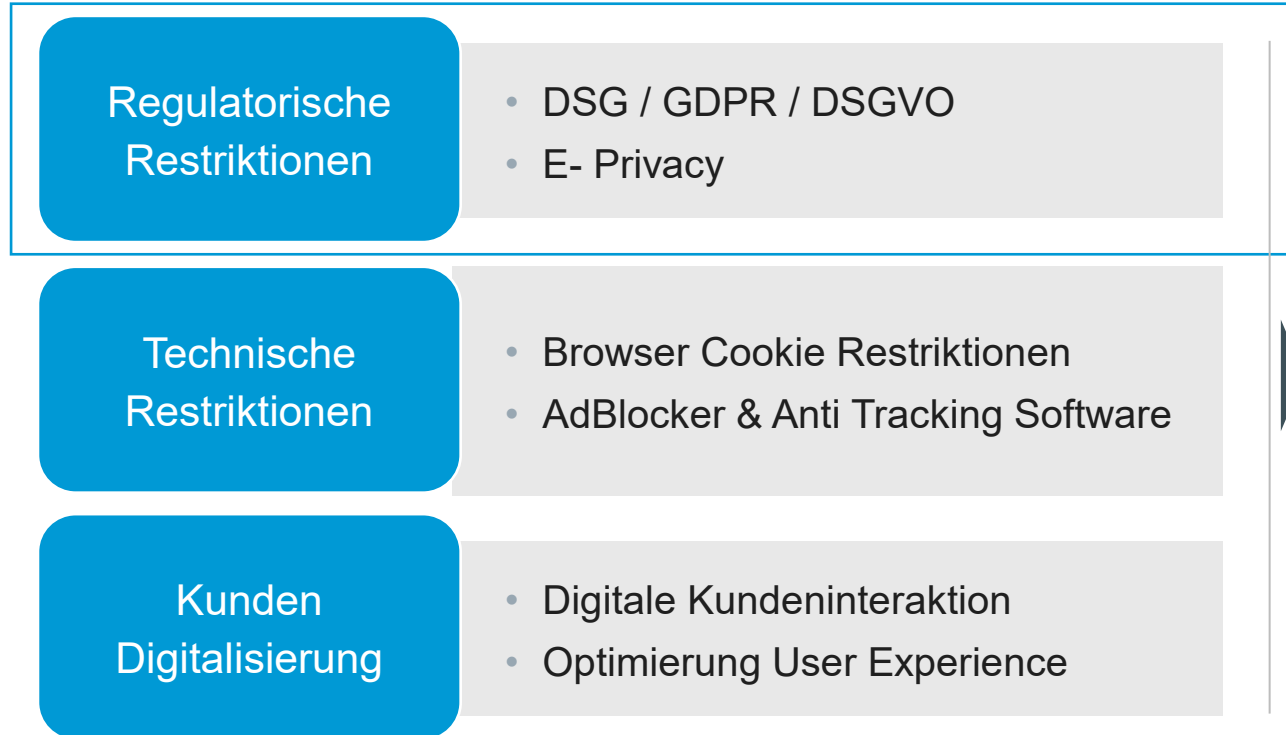 Regulatorische
Restriktionen
• DSG / GDPR / DSGVO
• E- Privacy
Technische
Restriktionen
• Browser Cookie Restriktionen
• AdBlocker & Anti Tracking Software
Kunden
Digitalisierung
• Digitale Kundeninteraktion
• Optimierung User Experience